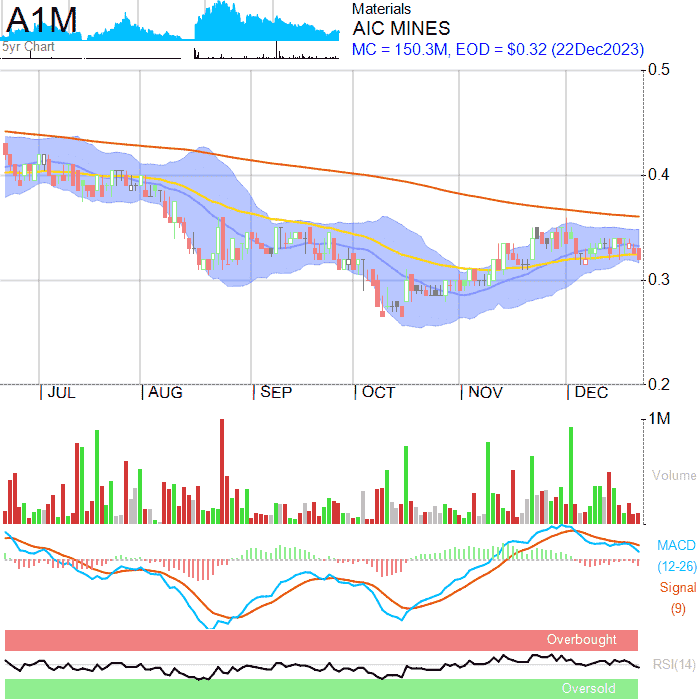 A1M
5yr Chart
Materials
AIC MINES
MC = 150.3M, EOD = $0.32 (22Dec2023)
0.5
0.4
0.3
0.2
JUL
AUG
SEP
OCT
NOV
DEC
1M
Volume
MACD
(12-26)
Signal
(9)
Overbought
RSI(14)
Oversold